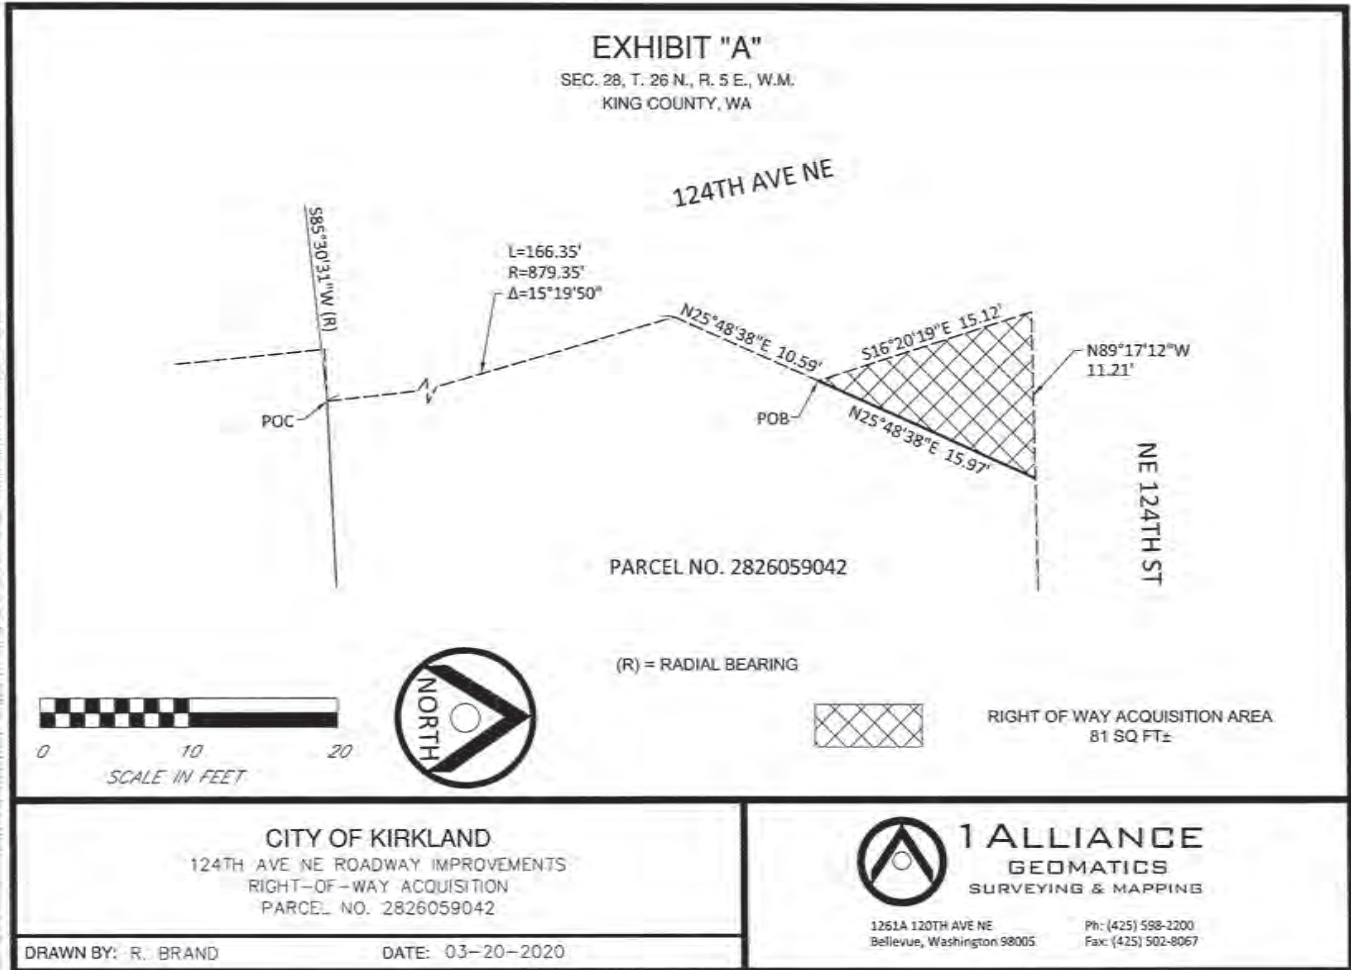 EXHIBIT "A"
SEC. 28, T. 26 N., R. 5 E., W.M.
KING COUNTY, WA
124TH AVE NE
S85°30'31"W (R)
L=166.35'
R=879.35'
Δ=15°19'50"
N25°48'38"E 10.59'
S16°20'19"E 15.12'
N89°17'12"W
11.21'
POC
POB
N25°48'38"E 15.97'
NE 124TH ST
PARCEL NO. 2826059042
(R) = RADIAL BEARING
NORTH
0 10 20
SCALE IN FEET
RIGHT OF WAY ACQUISITION AREA
81 SQ FT±
CITY OF KIRKLAND
124TH AVE NE ROADWAY IMPROVEMENTS
RIGHT-OF-WAY ACQUISITION
PARCEL NO. 2826059042
DRAWN BY: R. BRAND DATE: 03-20-2020
1 ALLIANCE
GEOMATICS
SURVEYING & MAPPING
1261A 120TH AVE NE
Bellevue, Washington 98005
Ph: (425) 598-2200
Fax: (425) 502-8067